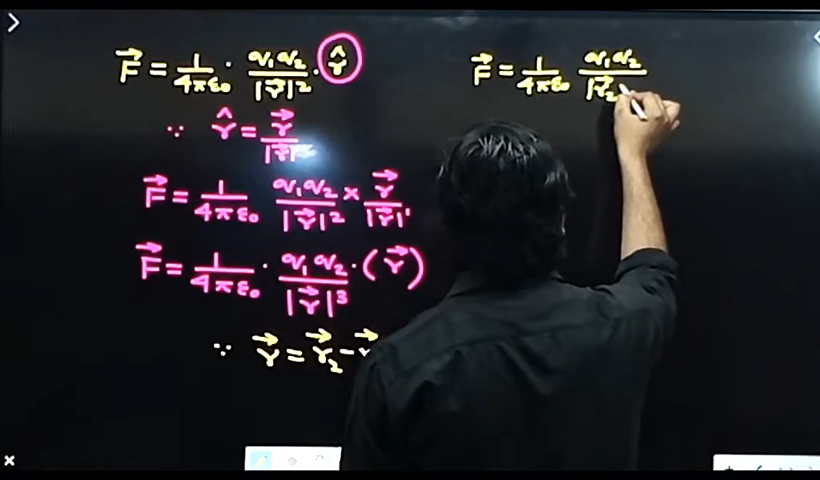 F⃗ = 1/4πε₀ · q₁q₂/|r⃗|² · r̂
∵ r̂ = r⃗/|r⃗|
F⃗ = 1/4πε₀ q₁q₂/|r⃗|² × r⃗/|r⃗|'
F⃗ = 1/4πε₀ · q₁q₂/|r⃗|³ · (r⃗)
∵ r⃗ = r⃗₂ –
F⃗ = 1/4πε₀ q₁q₂/|r⃗₂